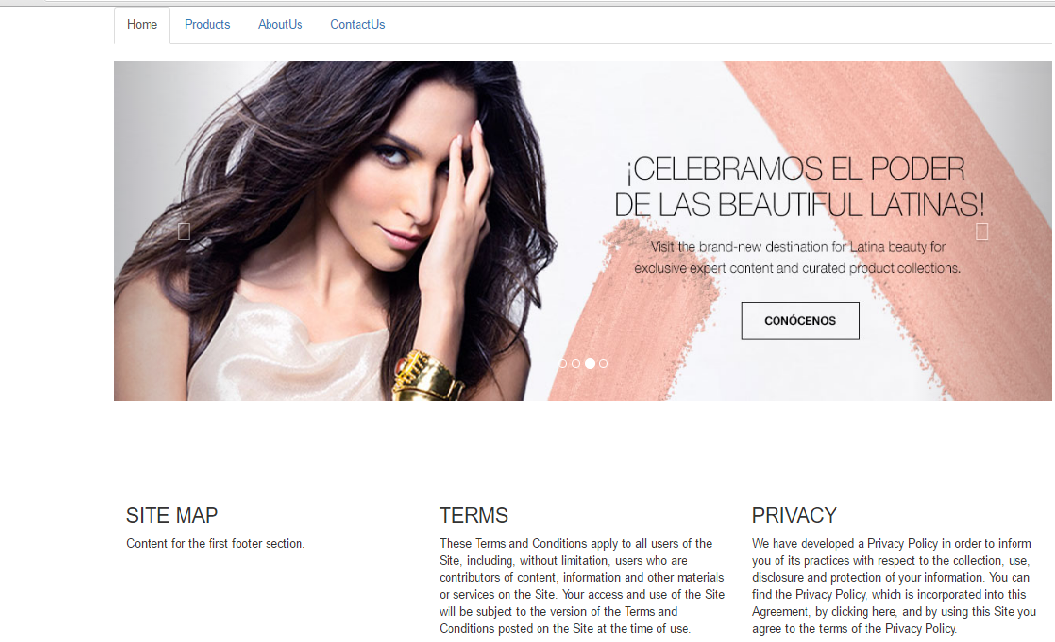 Home Products AboutUs ContactUs
¡CELEBRAMOS EL PODER
DE LAS BEAUTIFUL LATINAS!
Visit the brand-new destination for Latina beauty for
exclusive expert content and curated product collections.
CONÓCENOS
SITE MAP
Content for the first footer section.
TERMS
These Terms and Conditions apply to all users of the
Site, including, without limitation, users who are
contributors of content, information and other materials
or services on the Site. Your access and use of the Site
will be subject to the version of the Terms and
Conditions posted on the Site at the time of use.
PRIVACY
We have developed a Privacy Policy in order to inform
you of its practices with respect to the collection, use,
disclosure and protection of your information. You can
find the Privacy Policy, which is incorporated into this
Agreement, by clicking here, and by using this Site you
agree to the terms of the Privacy Policy.